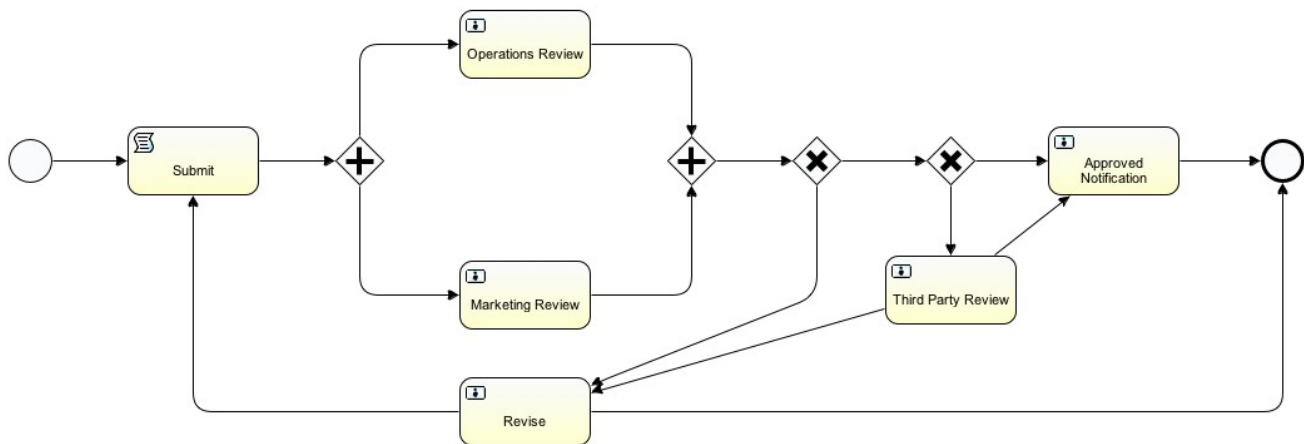 Operations Review
Submit
Approved
Notification
Marketing Review
Third Party Review
Revise